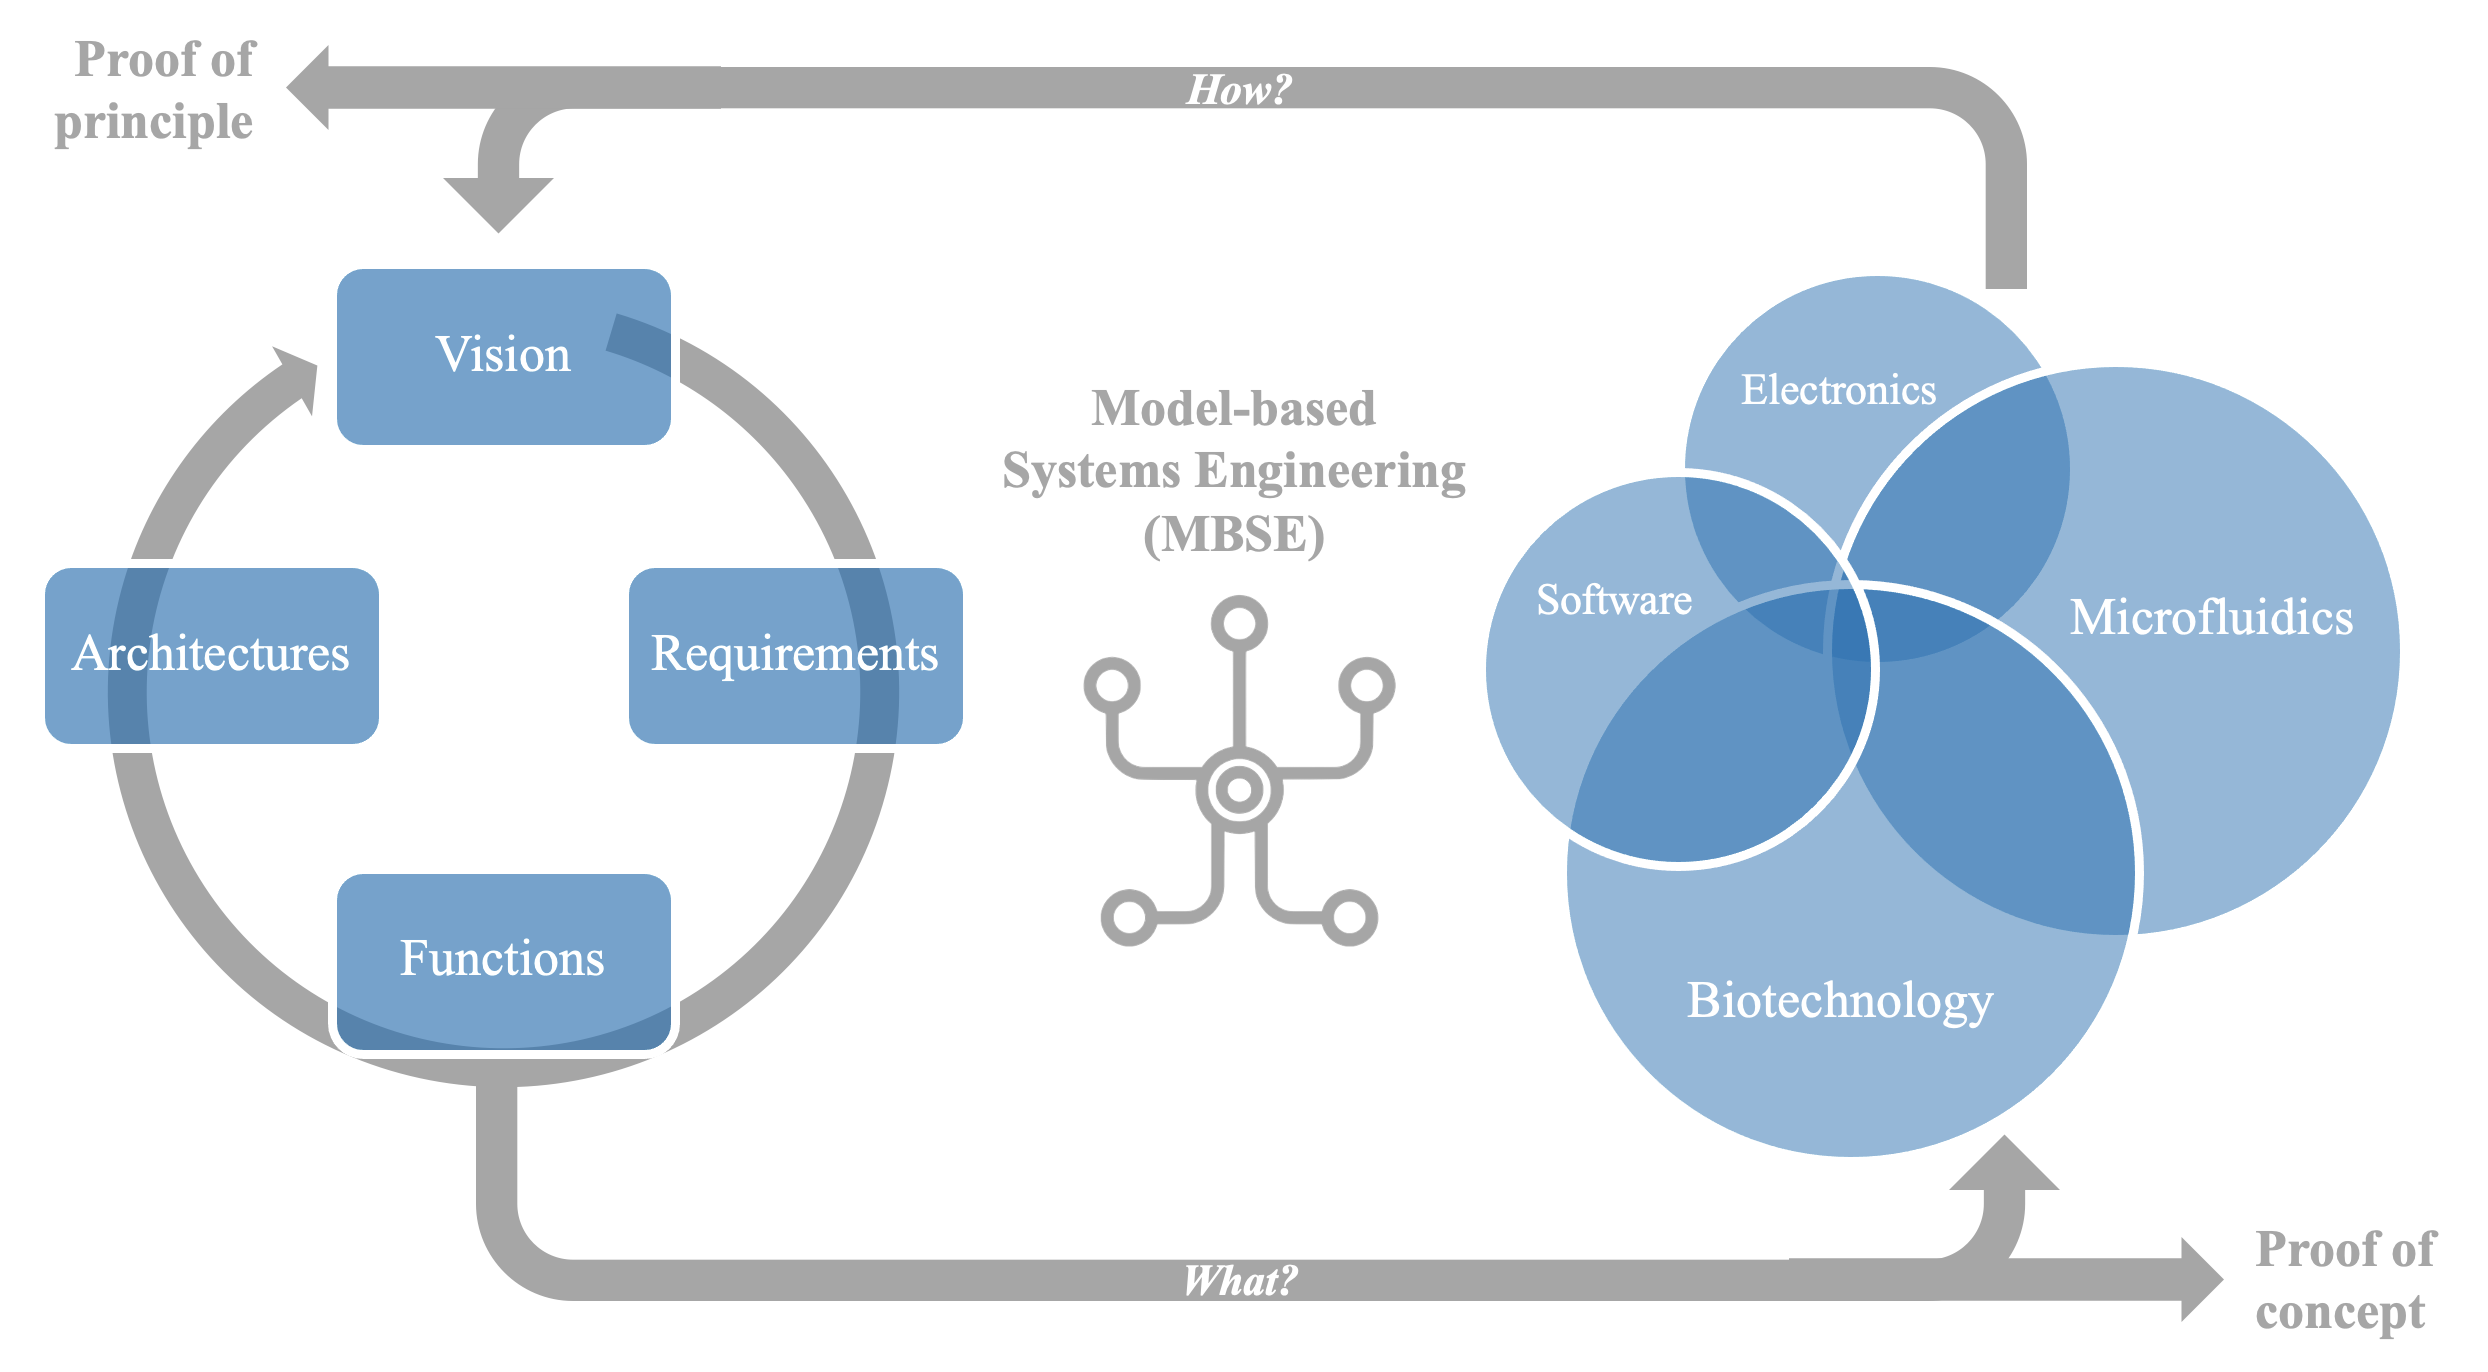 Proof of
principle
How?
Vision
Architectures
Requirements
Functions
Model-based
Systems Engineering
(MBSE)
Electronics
Software
Microfluidics
Biotechnology
What?
Proof of
concept